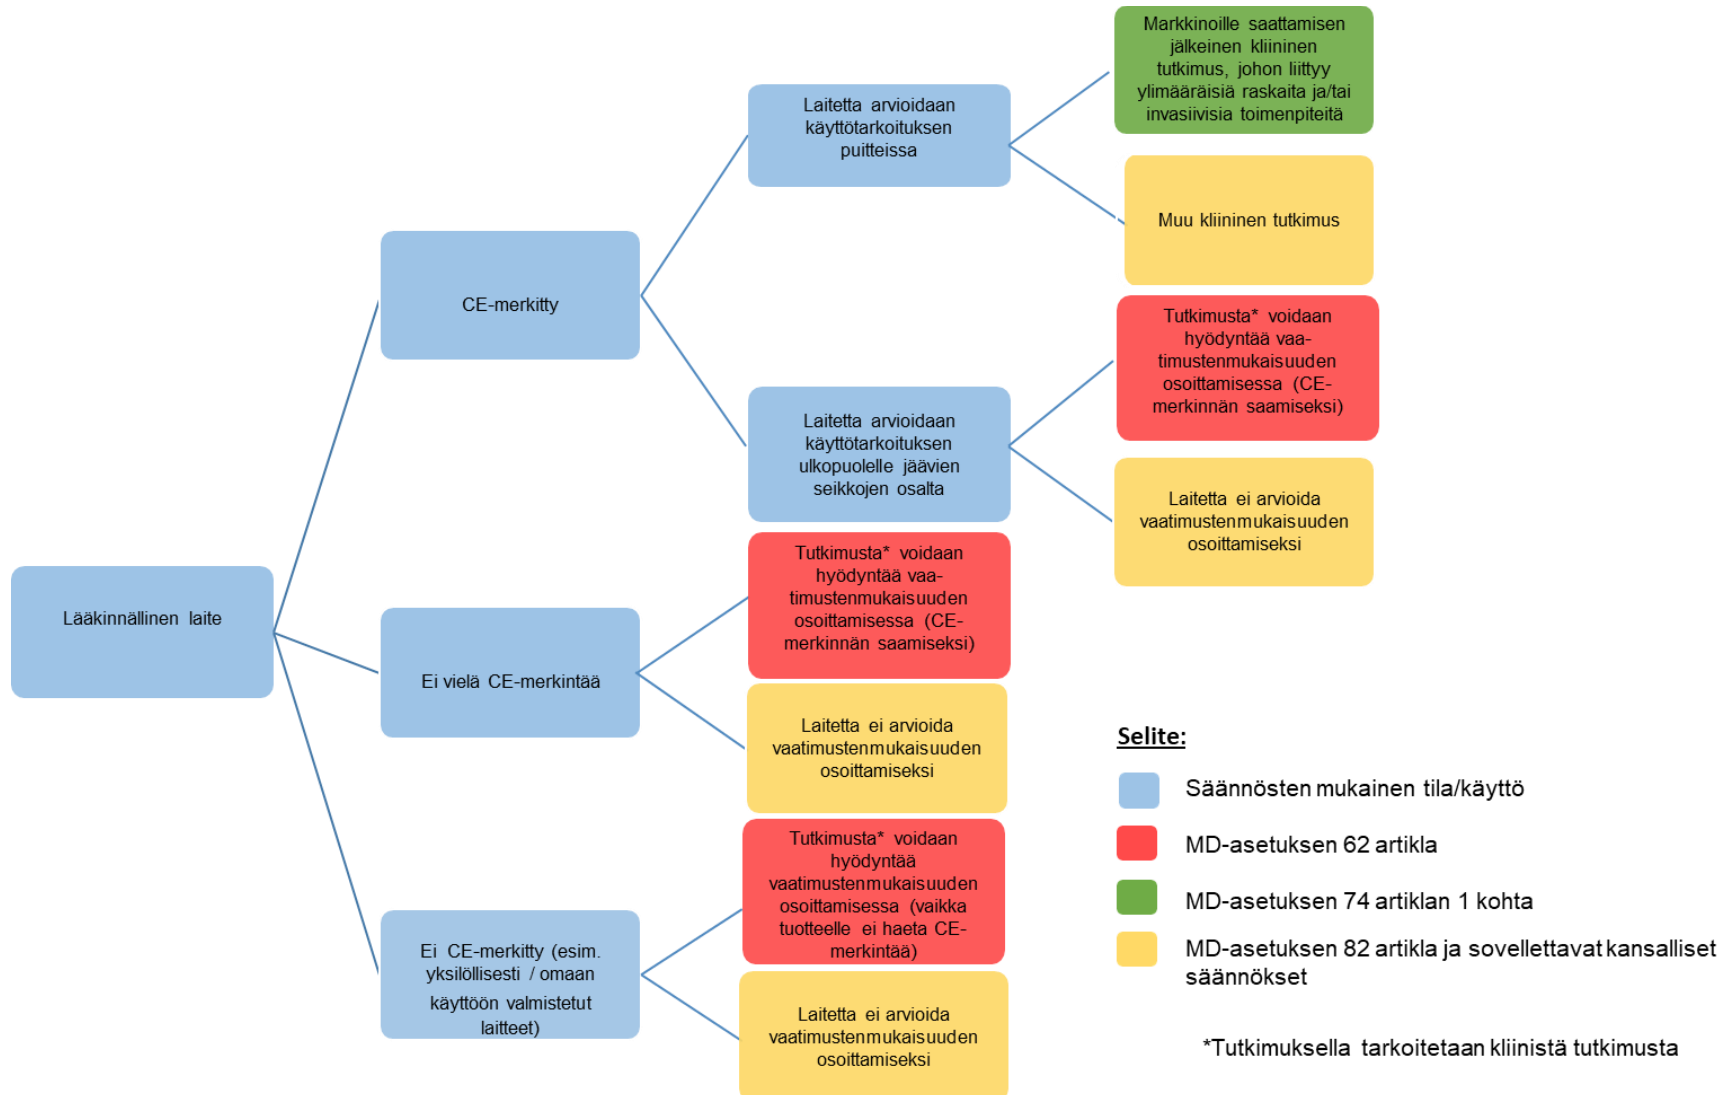 Markkinoille saattamisen
jälkeinen kliininen
tutkimus, johon liittyy
ylimääräisiä raskaita ja/tai
invasiivisia toimenpiteitä
Laitetta arvioidaan
käyttötarkoituksen
puitteissa
Muu kliininen tutkimus
CE-merkitty
Tutkimusta* voidaan
hyödyntää vaa-
timustenmukaisuuden
osoittamisessa (CE-
merkinnän saamiseksi)
Laitetta arvioidaan
käyttötarkoituksen
ulkopuolelle jäävien
seikkojen osalta
Laitetta ei arvioida
vaatimustenmukaisuuden
osoittamiseksi
Lääkinnällinen laite
Tutkimusta* voidaan
hyödyntää vaa-
timustenmukaisuuden
osoittamisessa (CE-
merkinnän saamiseksi)
Ei vielä CE-merkintää
Laitetta ei arvioida
vaatimustenmukaisuuden
osoittamiseksi
Tutkimusta* voidaan
hyödyntää
vaatimustenmukaisuuden
osoittamisessa (vaikka
tuotteelle ei haeta CE-
merkintää)
Ei CE-merkitty (esim.
yksilöllisesti / omaan
käyttöön valmistetut
laitteet)
Laitetta ei arvioida
vaatimustenmukaisuuden
osoittamiseksi
Selite:
Säännösten mukainen tila/käyttö
MD-asetuksen 62 artikla
MD-asetuksen 74 artiklan 1 kohta
MD-asetuksen 82 artikla ja sovellettavat kansalliset
säännökset
*Tutkimuksella tarkoitetaan kliinistä tutkimusta